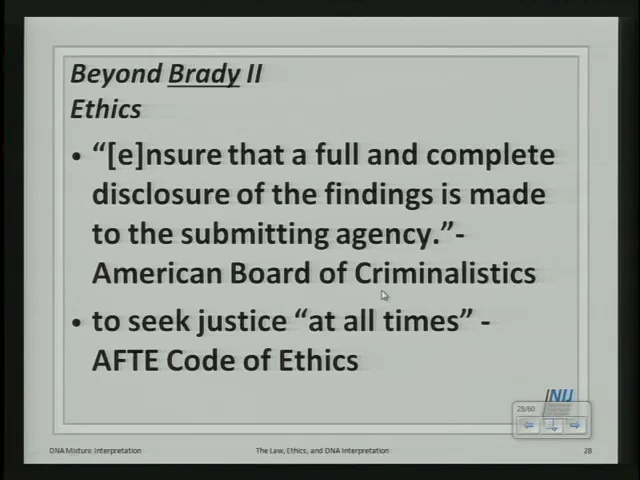 Beyond Brady II
Ethics
• “[e]nsure that a full and complete
disclosure of the findings is made
to the submitting agency.”-
American Board of Criminalistics
• to seek justice “at all times” -
AFTE Code of Ethics
NIJ
28/60
DNA Mixture Interpretation
The Law, Ethics, and DNA Interpretation
28